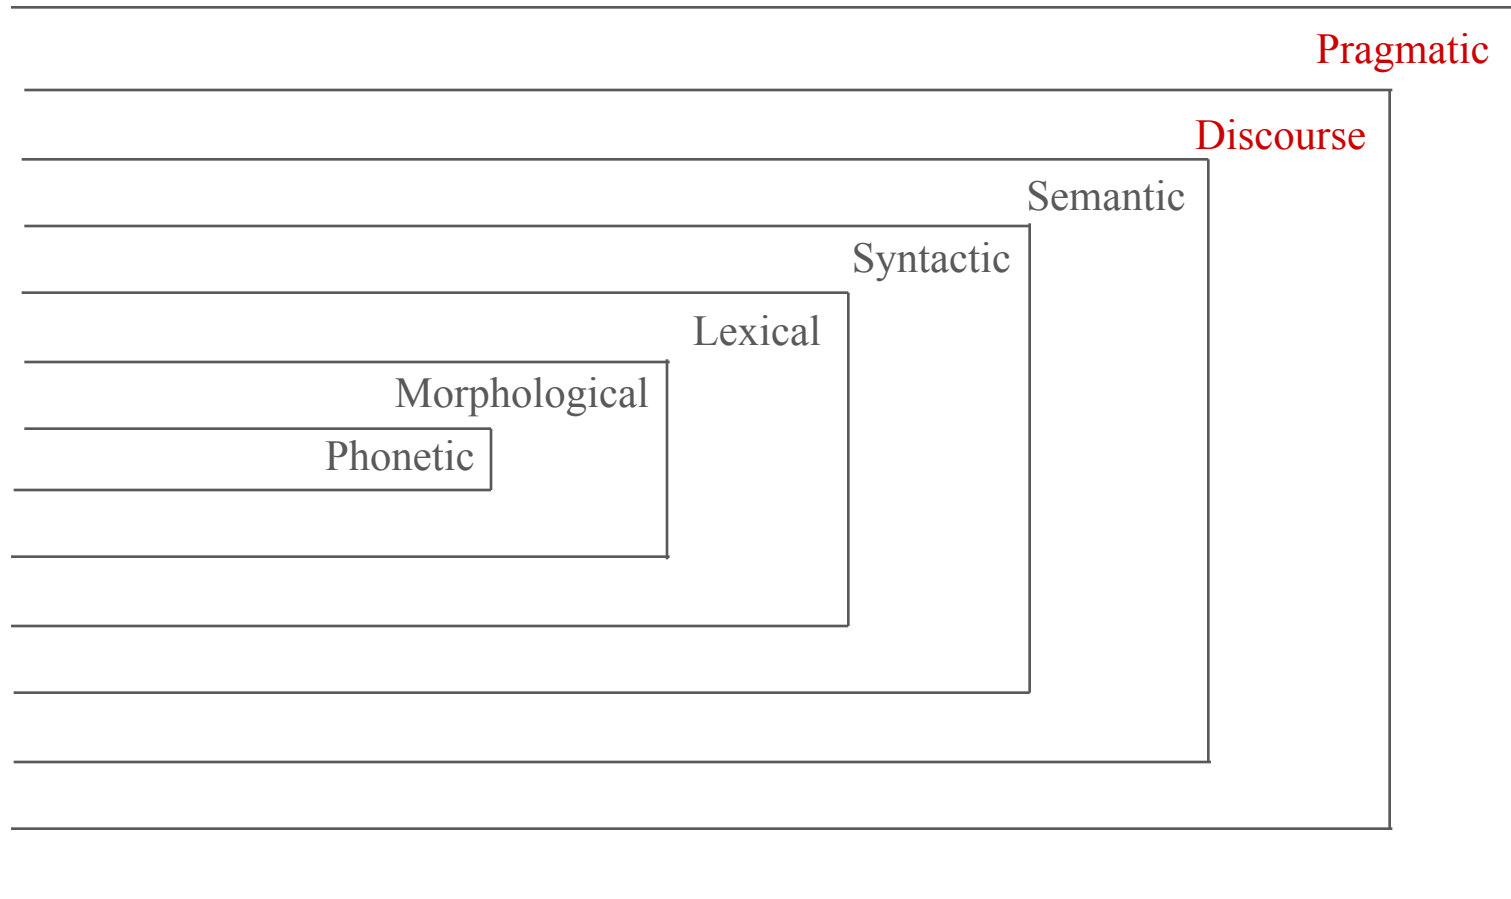 Pragmatic
Discourse
Semantic
Syntactic
Lexical
Morphological
Phonetic